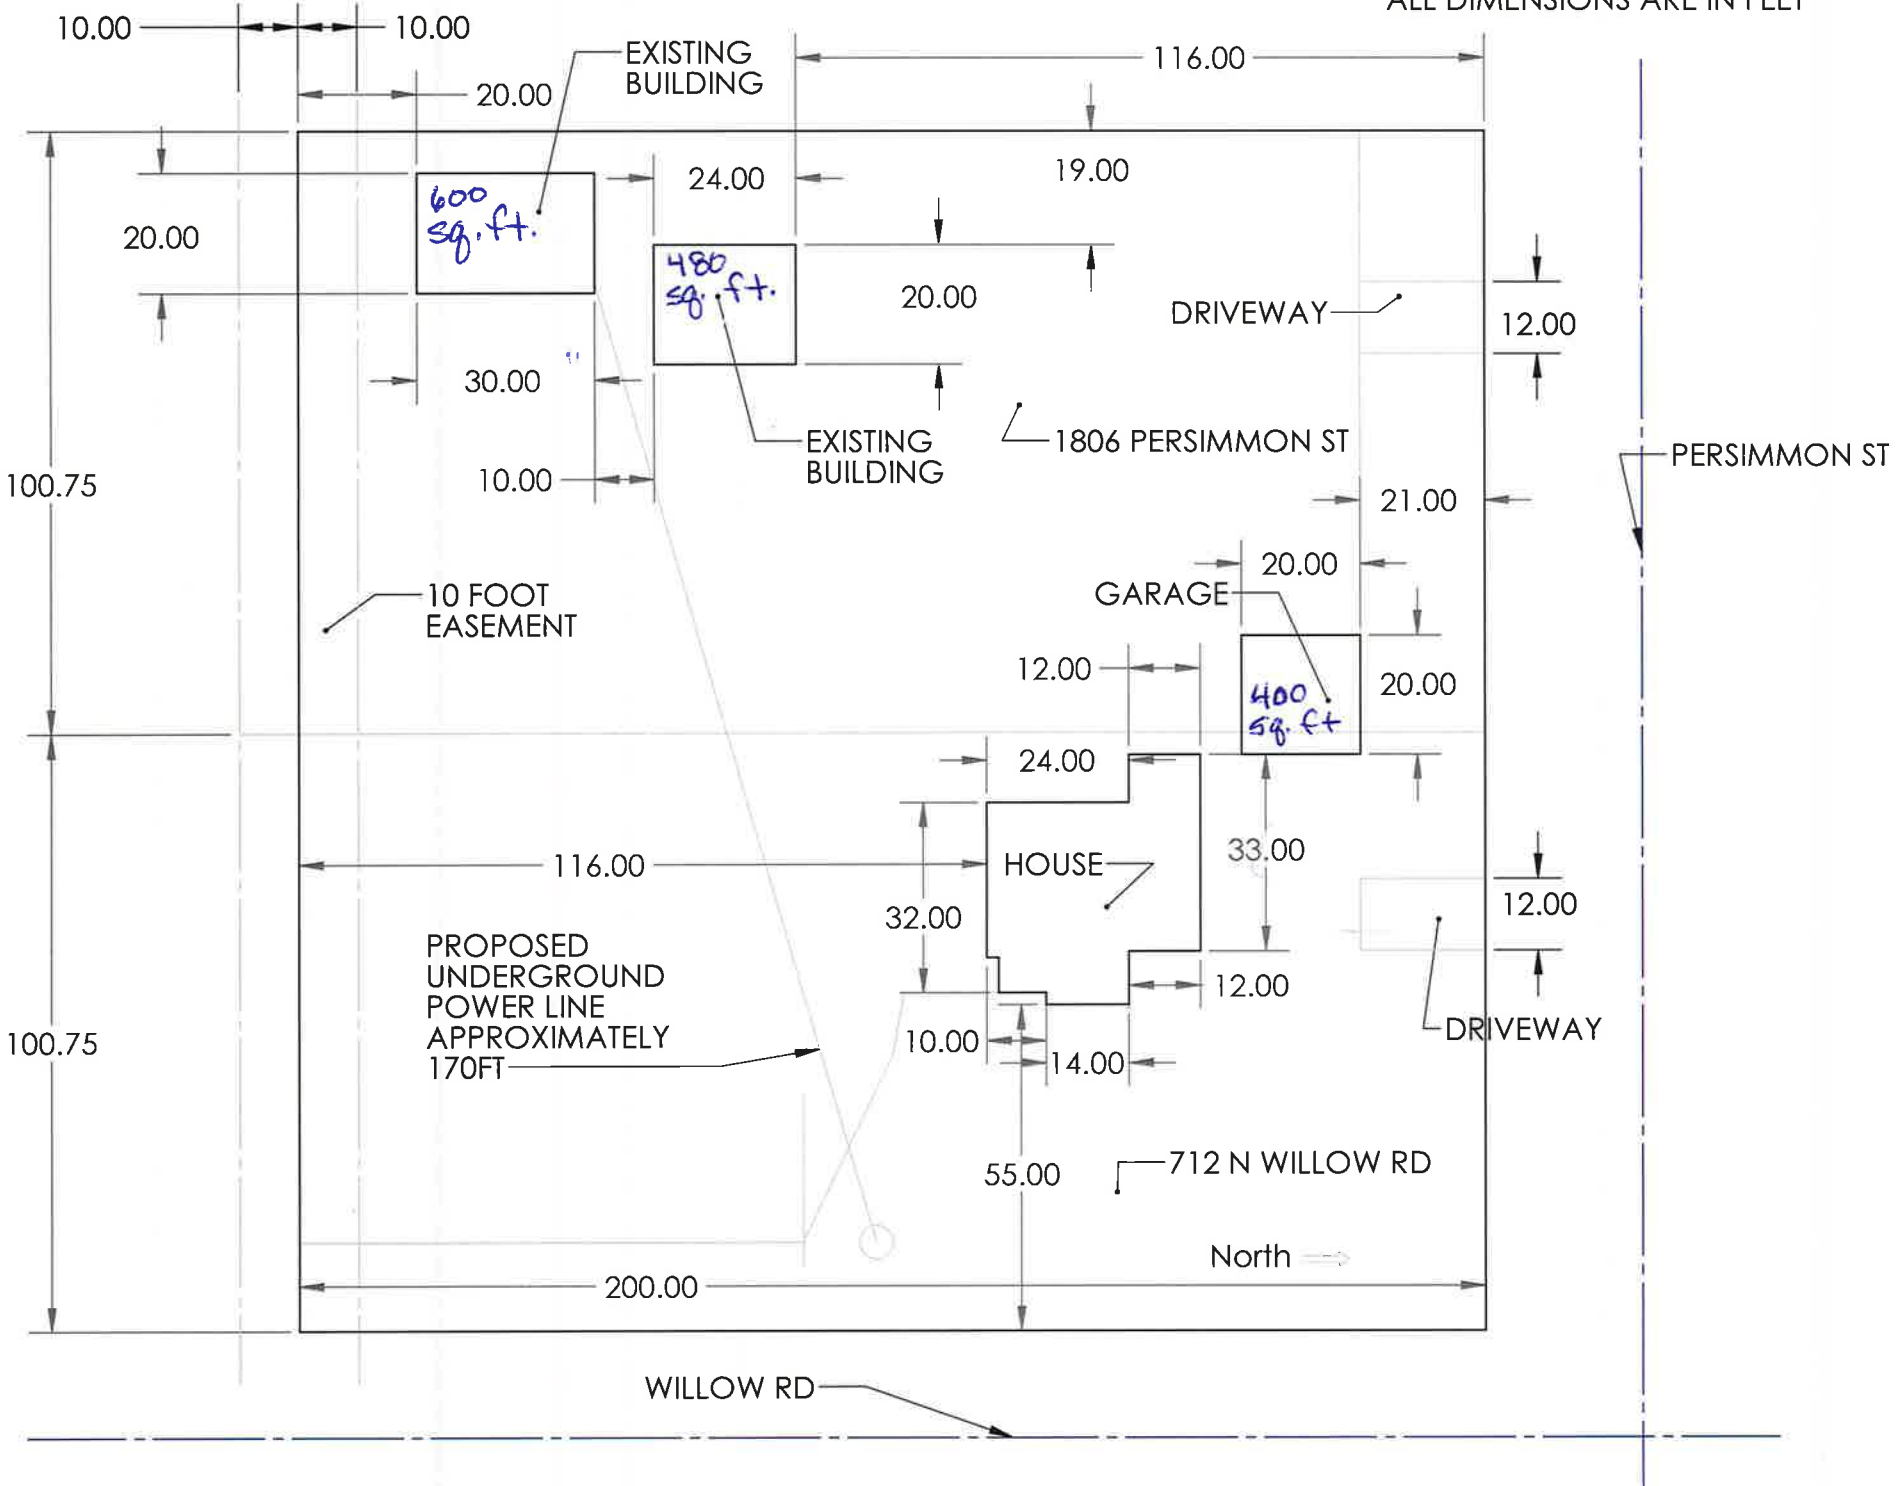 ALL DIMENSIONS ARE IN FEET
10.00
10.00
116.00
20.00
EXISTING
BUILDING
19.00
24.00
600
sq. ft.
20.00
480
sq. ft.
20.00
DRIVEWAY
12.00
30.00
EXISTING
BUILDING
1806 PERSIMMON ST
PERSIMMON ST
100.75
10.00
21.00
20.00
10 FOOT
EASEMENT
GARAGE
12.00
20.00
400
sq. ft
24.00
33.00
116.00
HOUSE
32.00
12.00
PROPOSED
UNDERGROUND
POWER LINE
APPROXIMATELY
170FT
12.00
100.75
10.00
14.00
DRIVEWAY
55.00
712 N WILLOW RD
North
200.00
WILLOW RD